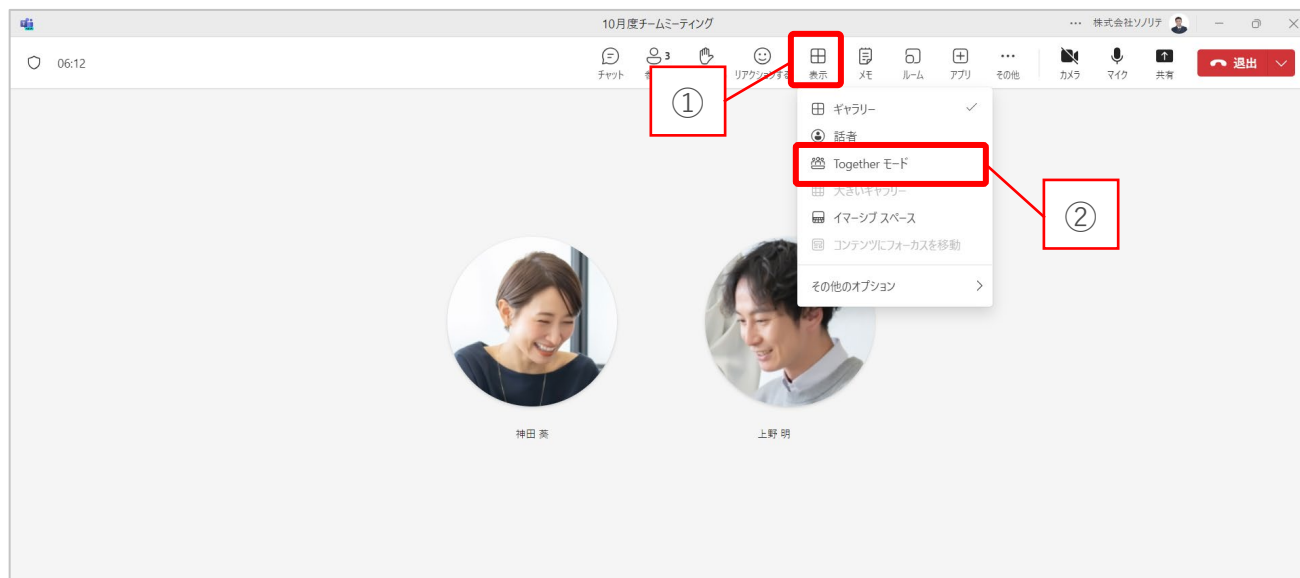 10月度チームミーティング
… 株式会社ソノリテ
06:12
3
チャット
リアクションする
表示
メモ
ルーム
アプリ
その他
カメラ
マイク
共有
退出
①
ギャラリー
話者
Together モード
大きいギャラリー
イマーシブ スペース
コンテンツにフォーカスを移動
その他のオプション
②
神田 葵
上野 明